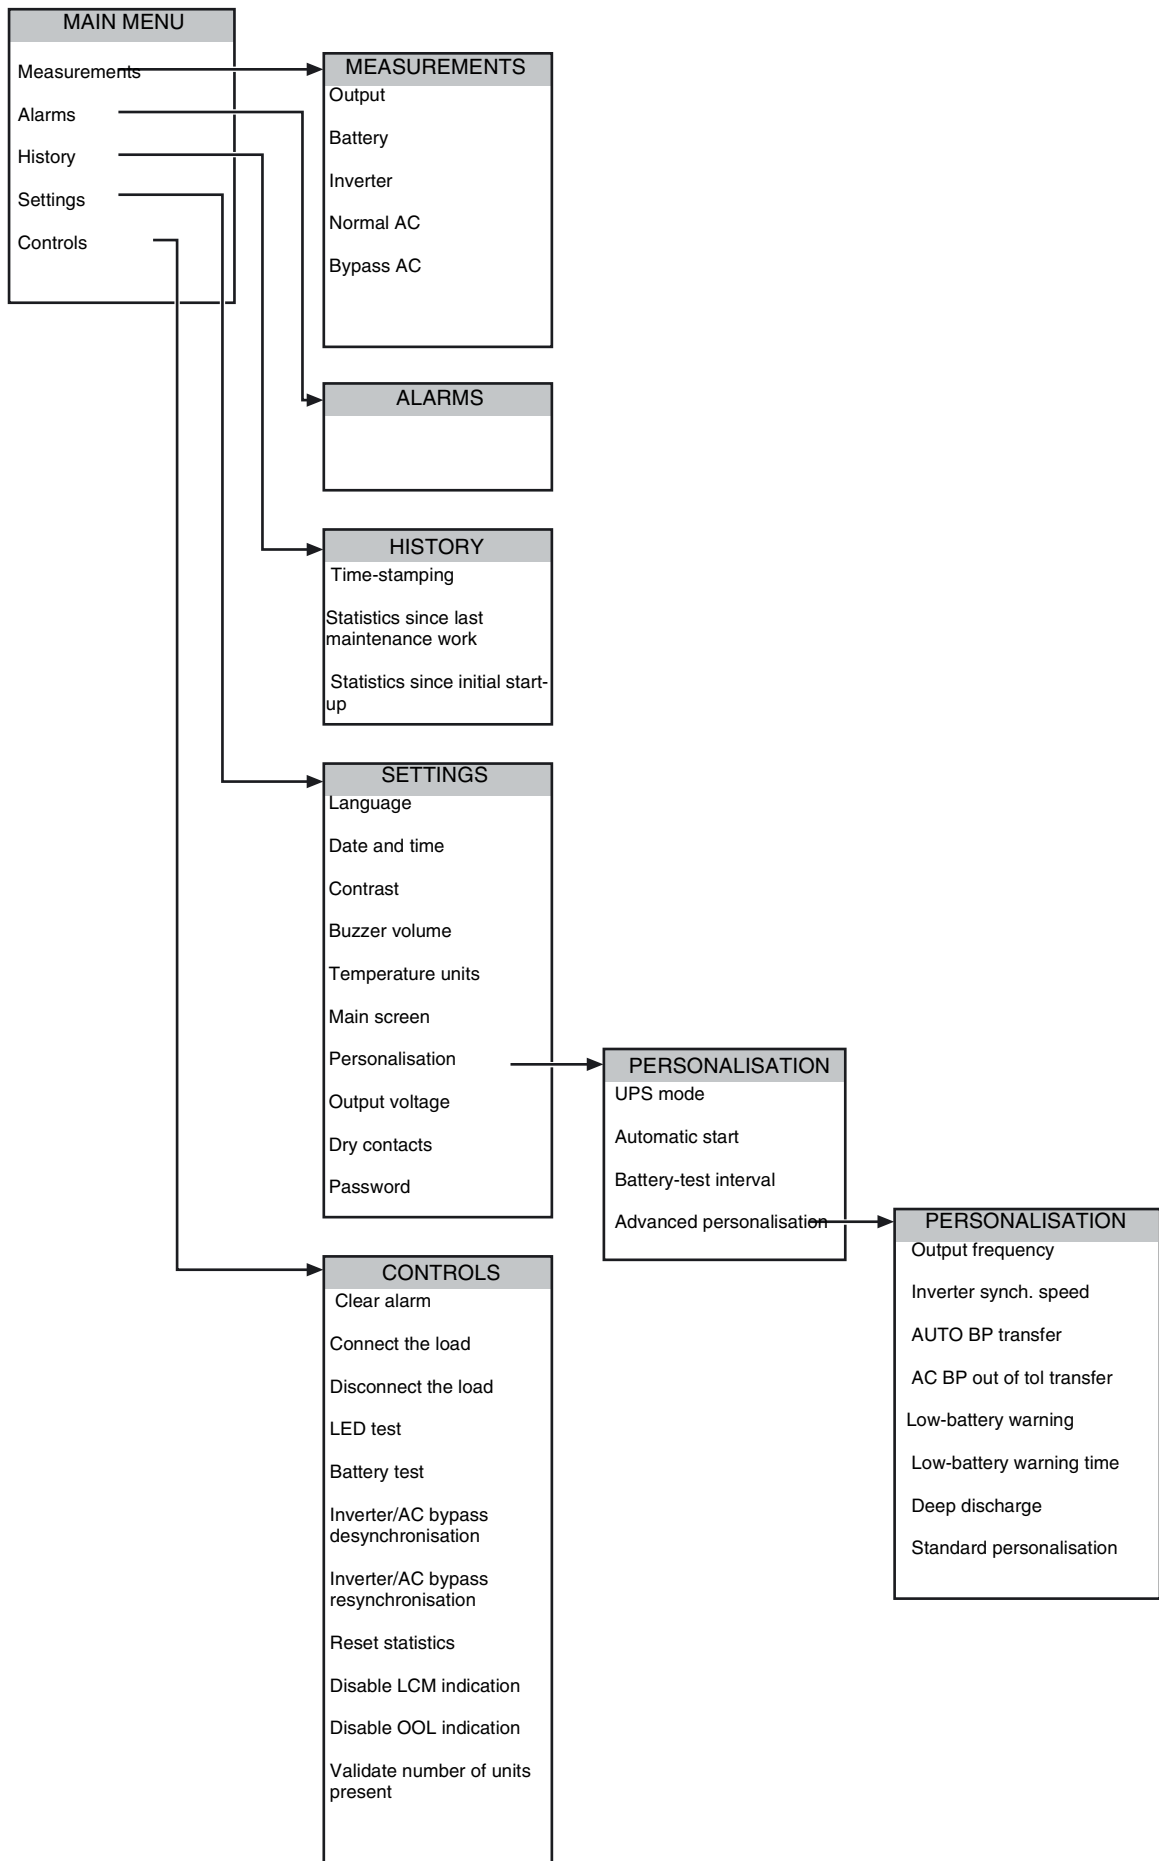 MAIN MENU
Measurements
Alarms
History
Settings
Controls
MEASUREMENTS
Output
Battery
Inverter
Normal AC
Bypass AC
ALARMS
HISTORY
Time-stamping
Statistics since last
maintenance work
Statistics since initial start-
up
SETTINGS
Language
Date and time
Contrast
Buzzer volume
Temperature units
Main screen
Personalisation
Output voltage
Dry contacts
Password
PERSONALISATION
UPS mode
Automatic start
Battery-test interval
Advanced personalisation
PERSONALISATION
Output frequency
Inverter synch. speed
AUTO BP transfer
AC BP out of tol transfer
Low-battery warning
Low-battery warning time
Deep discharge
Standard personalisation
CONTROLS
Clear alarm
Connect the load
Disconnect the load
LED test
Battery test
Inverter/AC bypass
desynchronisation
Inverter/AC bypass
resynchronisation
Reset statistics
Disable LCM indication
Disable OOL indication
Validate number of units
present